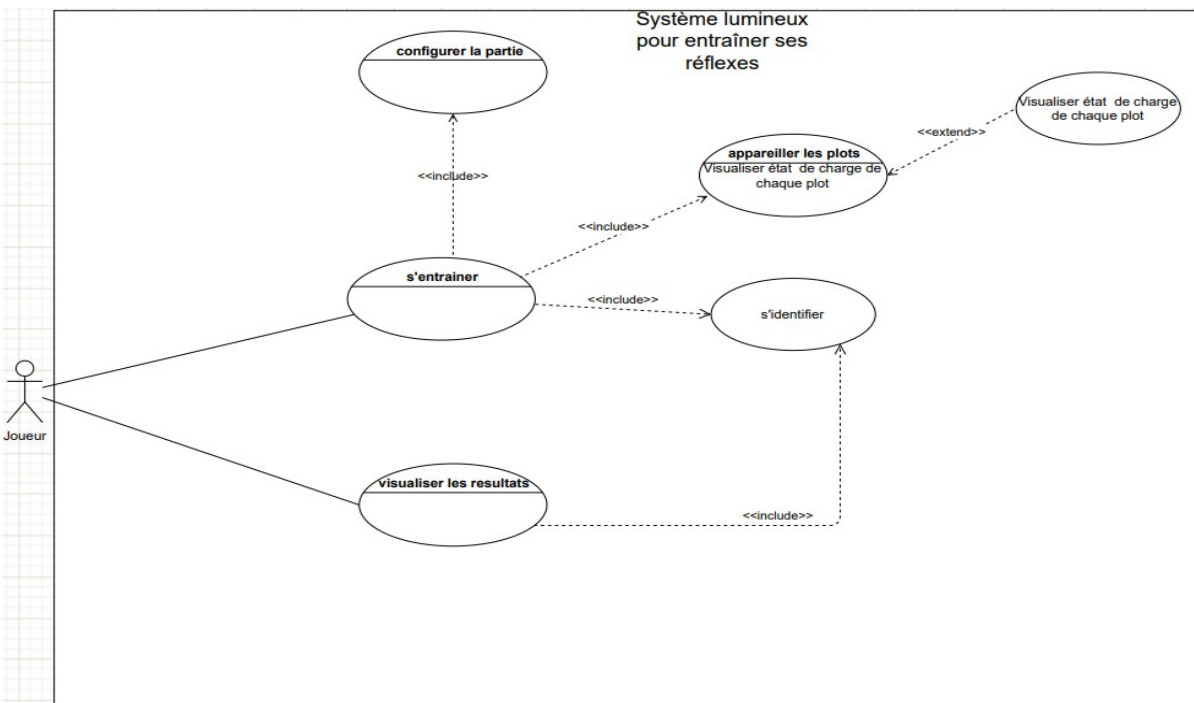 Système lumineux
pour entraîner ses
réflexes
configurer la partie
Visualiser état de charge
de chaque plot
<<extend>>
appareiller les plots
Visualiser état de charge de
chaque plot
<<include>>
<<include>>
s'entrainer
<<include>>
s'identifier
Joueur
visualiser les resultats
<<include>>